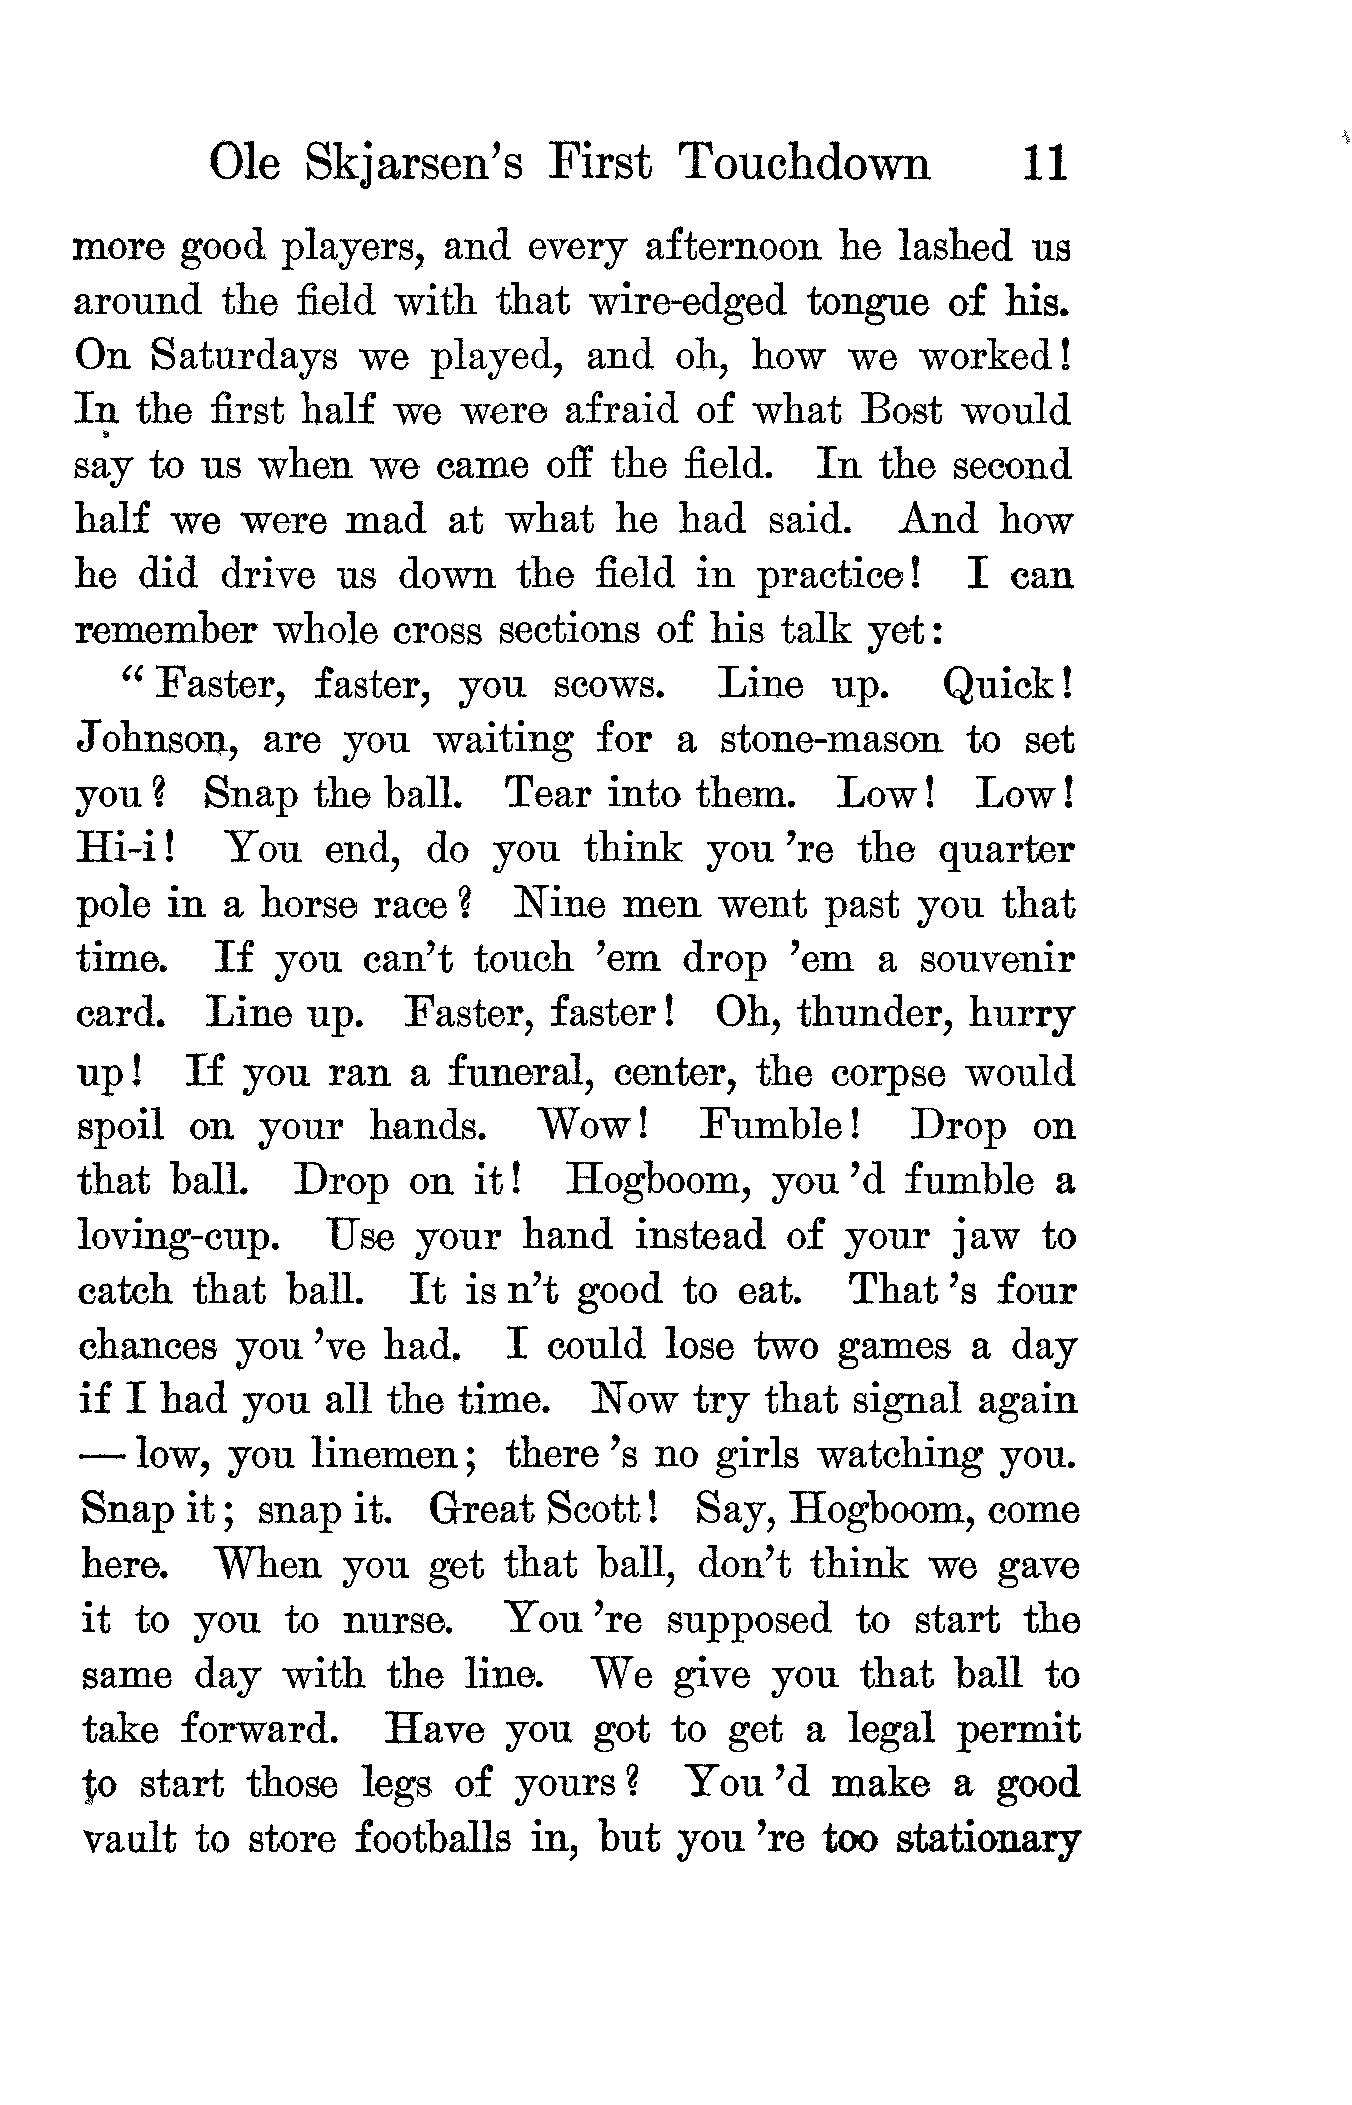 Ole Skjarsen's First Touchdown 11
more good players, and every afternoon he lashed us
around the field with that wire-edged tongue of his.
On Saturdays we played, and oh, how we worked!
In the first half we were afraid of what Bost would
say to us when we came off the field. In the second
half we were mad at what he had said. And how
he did drive us down the field in practice! I can
remember whole cross sections of his talk yet:
"Faster, faster, you scows. Line up. Quick!
Johnson, are you waiting for a stone-mason to set
you? Snap the ball. Tear into them. Low! Low!
Hi-i! You end, do you think you 're the quarter
pole in a horse race? Nine men went past you that
time. If you can't touch 'em drop 'em a souvenir
card. Line up. Faster, faster! Oh, thunder, hurry
up! If you ran a funeral, center, the corpse would
spoil on your hands. Wow! Fumble! Drop on
that ball. Drop on it! Hogboom, you 'd fumble a
loving-cup. Use your hand instead of your jaw to
catch that ball. It is n't good to eat. That 's four
chances you 've had. I could lose two games a day
if I had you all the time. Now try that signal again
— low, you linemen; there 's no girls watching you.
Snap it; snap it. Great Scott! Say, Hogboom, come
here. When you get that ball, don't think we gave
it to you to nurse. You 're supposed to start the
same day with the line. We give you that ball to
take forward. Have you got to get a legal permit
to start those legs of yours? You 'd make a good
vault to store footballs in, but you 're too stationary